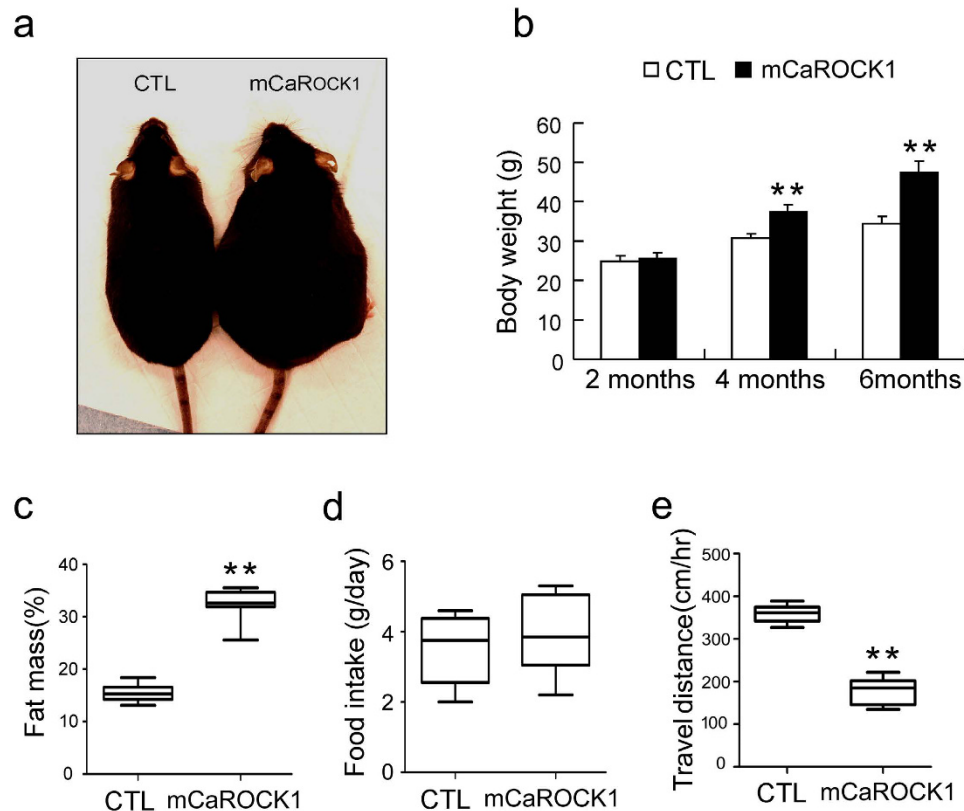 a
CTL mCaROCK1
b
CTL mCaROCK1
Body weight (g)
60
50
40
30
20
10
0
** **
2 months 4 months 6months
c
Fat mass(%)
40
30
20
10
0
**
CTL mCaROCK1
d
Food intake (g/day)
6
4
2
0
CTL mCaROCK1
e
Travel distance(cm/hr)
500
400
300
200
100
0
**
CTL mCaROCK1